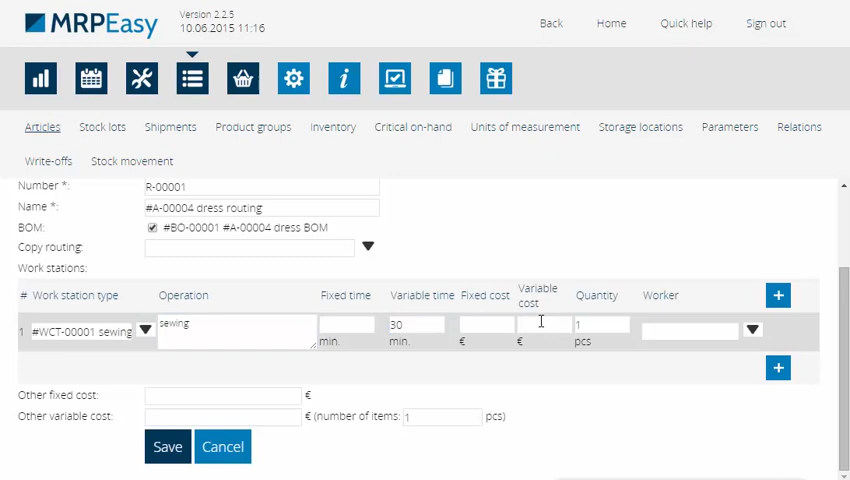 MRPEasy
Version 2.2.5
10.06.2015 11:16
Back Home Quick help Sign out
Articles Stock lots Shipments Product groups Inventory Critical on-hand Units of measurement Storage locations Parameters Relations
Write-offs Stock movement
Number *: R-00001
Name *: #A-00004 dress routing
BOM: #BO-00001 #A-00004 dress BOM
Copy routing:
Work stations:
# Work station type Operation Fixed time Variable time Fixed cost Variable cost Quantity Worker +
1 #WCT-00001 sewing sewing min. 30 min. € € 1 pcs
+
Other fixed cost: €
Other variable cost: € (number of items: 1 pcs)
Save Cancel